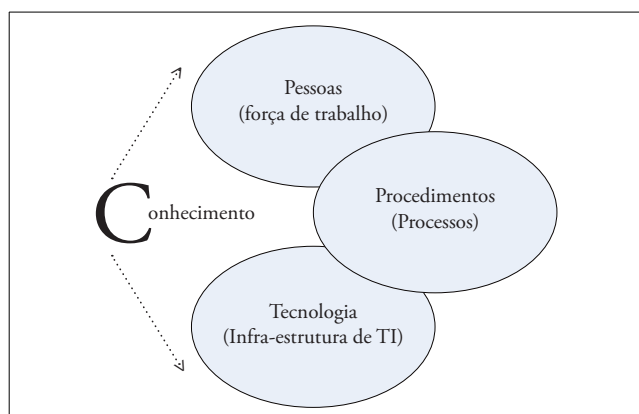 Pessoas
(força de trabalho)
Conhecimento
Procedimentos
(Processos)
Tecnologia
(Infra-estrutura de TI)